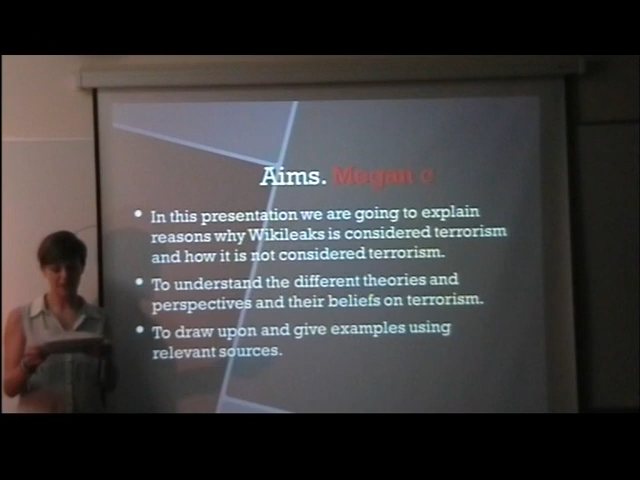 Aims. Megan c
• In this presentation we are going to explain
reasons why Wikileaks is considered terrorism
and how it is not considered terrorism.
• To understand the different theories and
perspectives and their beliefs on terrorism.
• To draw upon and give examples using
relevant sources.